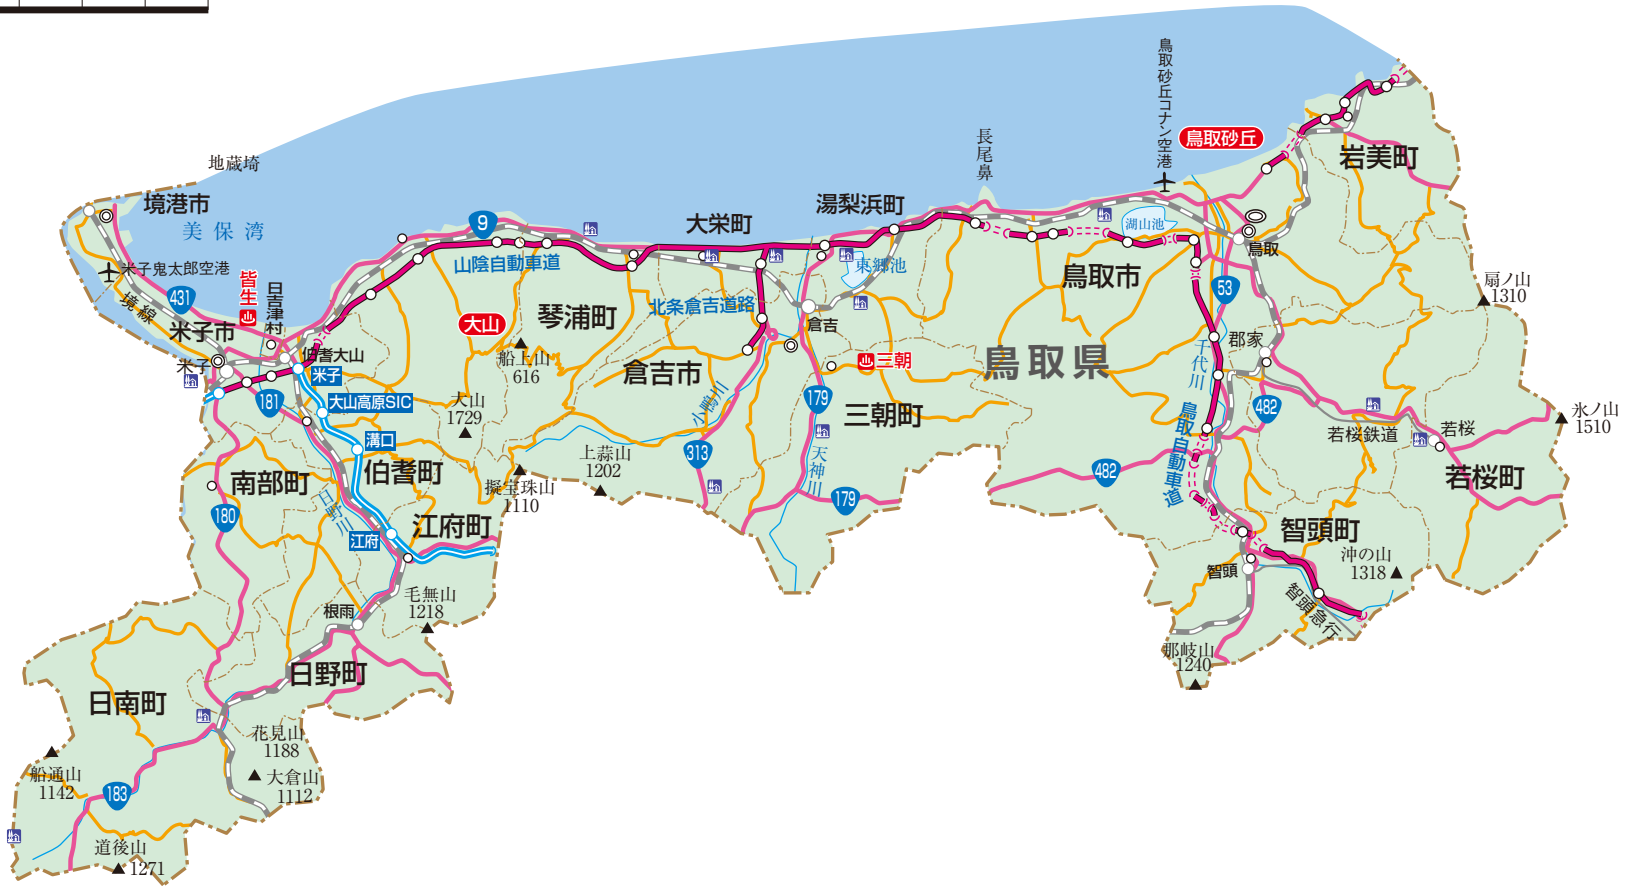 鳥取砂丘コナン空港
鳥取砂丘
長尾鼻
岩美町
地蔵埼
境港市
美保湾
9
大栄町
湯梨浜町
湖山池
鳥取
米子鬼太郎空港
皆生
日吉津村
431
境線
山陰自動車道
東郷池
鳥取市
53
扇ノ山
1310
米子市
大山
琴浦町
北条倉吉道路
倉吉
郡家
千代川
伯耆大山
米子
米子
船上山
616
倉吉市
三朝
鳥取県
181
大山高原SIC
大山
1729
小鴨川
179
三朝町
482
鳥取自動車道
若桜鉄道
若桜
氷ノ山
1510
溝口
伯耆町
上蒜山
1202
313
天神川
482
若桜町
南部町
擬宝珠山
1110
179
180
日野川
江府
江府町
智頭町
沖の山
1318
智頭
智頭急行
毛無山
1218
根雨
那岐山
1240
日野町
日南町
花見山
1188
船通山
1142
大倉山
1112
183
道後山
1271